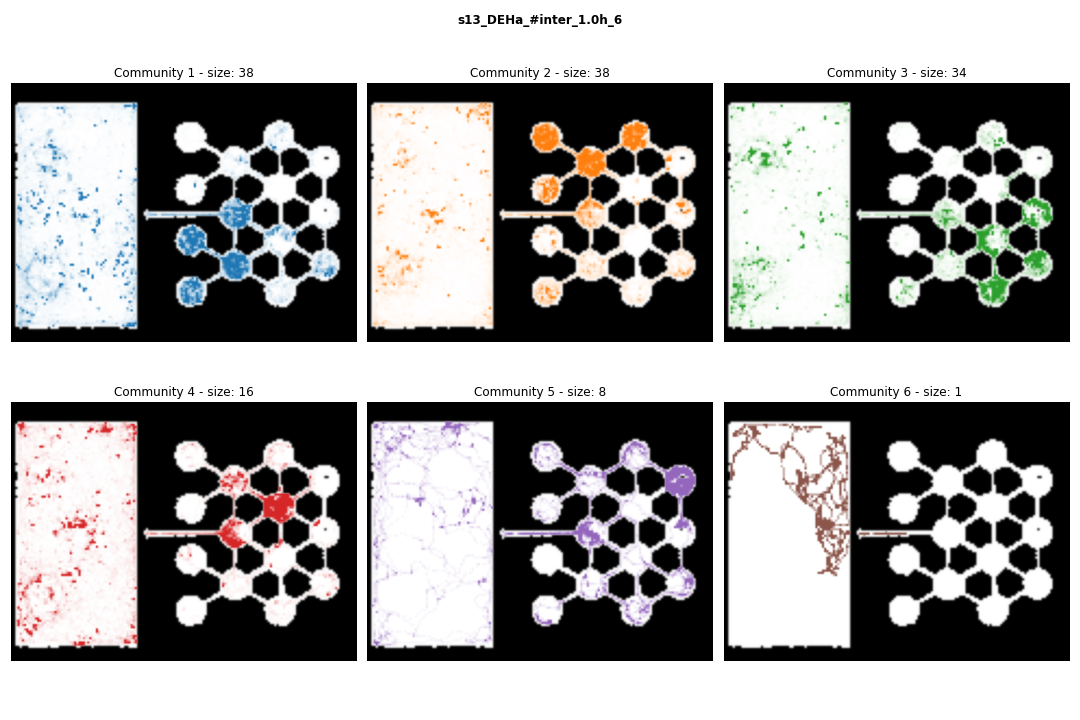 s13_DEHa_#inter_1.0h_6
Community 1 - size: 38
Community 2 - size: 38
Community 3 - size: 34
Community 4 - size: 16
Community 5 - size: 8
Community 6 - size: 1